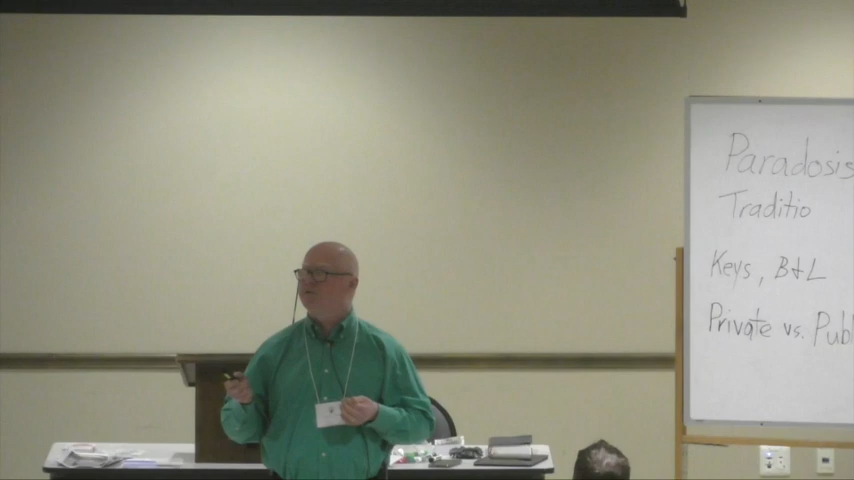 Paradosis
Traditio
Keys, B+L
Private vs. Publ